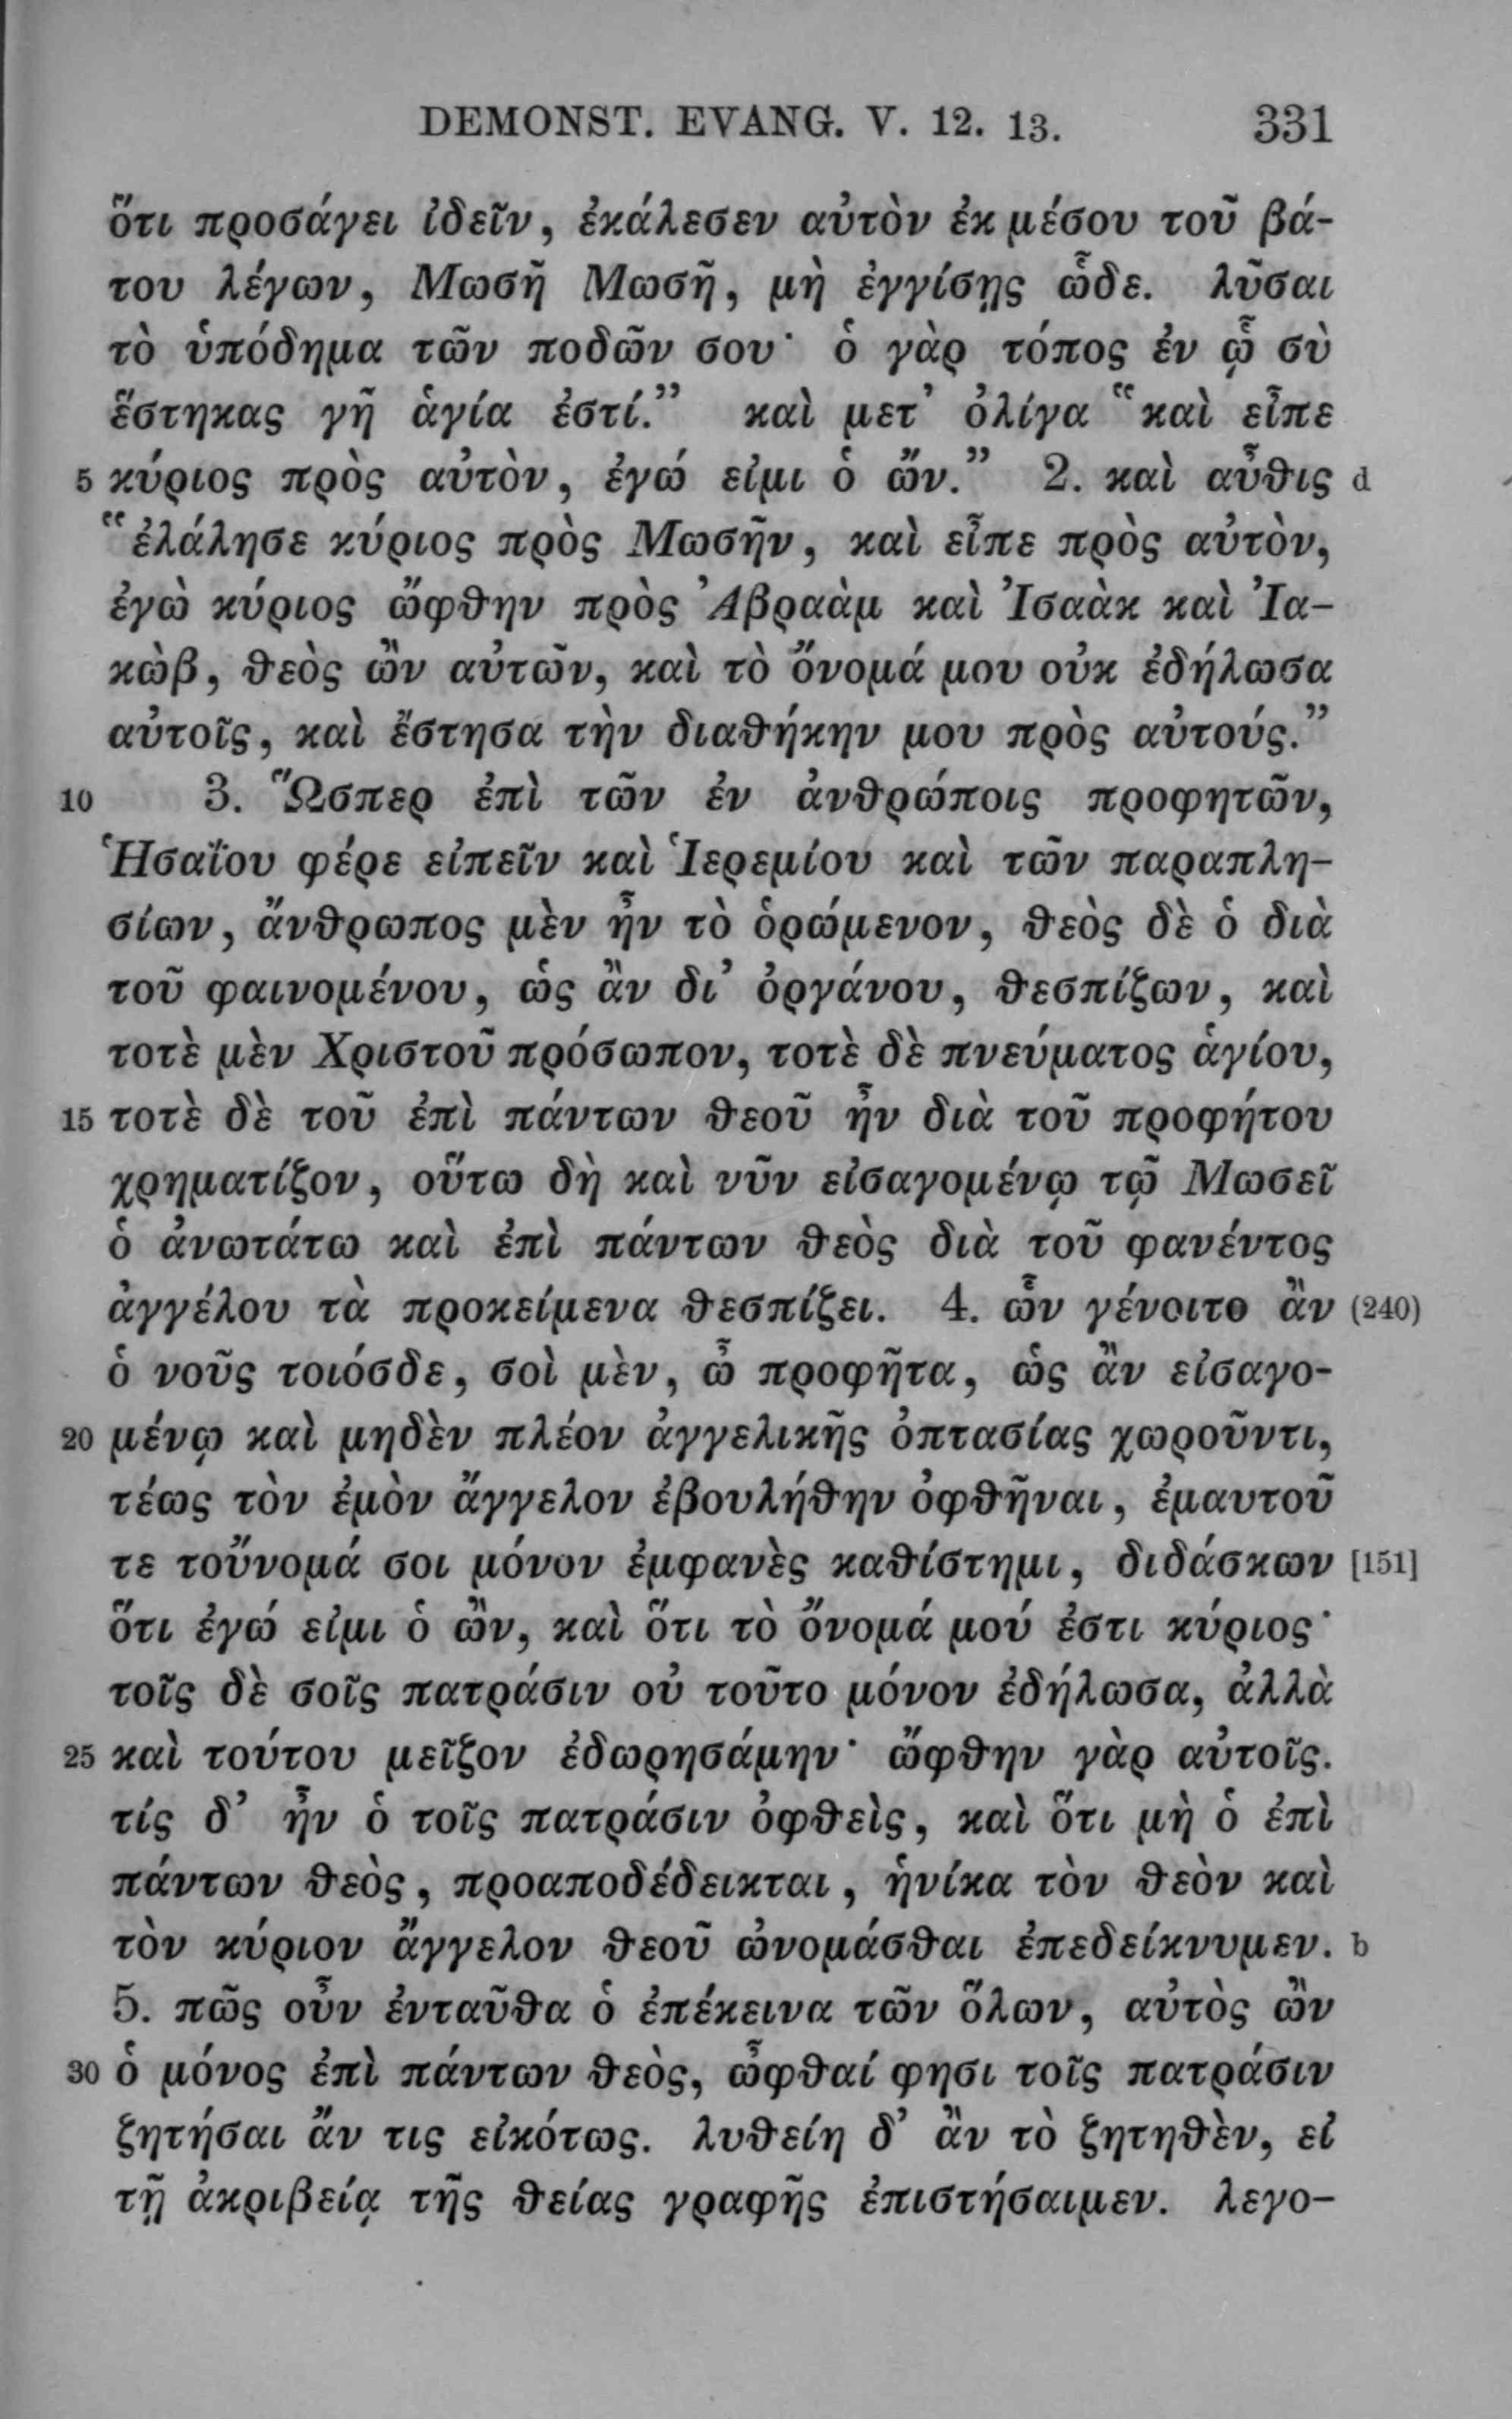 DEMONST. EVANG. V. 12. 13. 331
ὅτι προσάγει ἰδεῖν, ἐκάλεσεν αὐτὸν ἐκ μέσου τοῦ βά-
του λέγων, Μωσῆ Μωσῆ, μὴ ἐγγίσῃς ὧδε. λῦσαι
τὸ ὑπόδημα τῶν ποδῶν σου· ὁ γὰρ τόπος ἐν ᾧ σὺ
ἕστηκας γῆ ἁγία ἐστί.” καὶ μετ’ ὀλίγα “καὶ εἶπε
5 κύριος πρὸς αὐτὸν, ἐγώ εἰμι ὁ ὤν.” 2. καὶ αὖθις d
“ἐλάλησε κύριος πρὸς Μωσῆν, καὶ εἶπε πρὸς αὐτὸν,
ἐγὼ κύριος ὤφθην πρὸς Ἀβραὰμ καὶ Ἰσαὰκ καὶ Ἰα-
κὼβ, θεὸς ὢν αὐτῶν, καὶ τὸ ὄνομά μου οὐκ ἐδήλωσα
αὐτοῖς, καὶ ἔστησα τὴν διαθήκην μου πρὸς αὐτούς.”
10 3. Ὥσπερ ἐπὶ τῶν ἐν ἀνθρώποις προφητῶν,
Ἡσαΐου φέρε εἰπεῖν καὶ Ἱερεμίου καὶ τῶν παραπλη-
σίων, ἄνθρωπος μὲν ἦν τὸ ὁρώμενον, θεὸς δὲ ὁ διὰ
τοῦ φαινομένου, ὡς ἂν δι’ ὀργάνου, θεσπίζων, καὶ
τοτὲ μὲν Χριστοῦ πρόσωπον, τοτὲ δὲ πνεύματος ἁγίου,
15 τοτὲ δὲ τοῦ ἐπὶ πάντων θεοῦ ἦν διὰ τοῦ προφήτου
χρηματίζον, οὕτω δὴ καὶ νῦν εἰσαγομένῳ τῷ Μωσεῖ
ὁ ἀνωτάτω καὶ ἐπὶ πάντων θεὸς διὰ τοῦ φανέντος
ἀγγέλου τὰ προκείμενα θεσπίζει. 4. ὧν γένοιτο ἂν (240)
ὁ νοῦς τοιόσδε, σοὶ μὲν, ὦ προφῆτα, ὡς ἂν εἰσαγο-
20 μένῳ καὶ μηδὲν πλέον ἀγγελικῆς ὀπτασίας χωροῦντι,
τέως τὸν ἐμὸν ἄγγελον ἐβουλήθην ὀφθῆναι, ἐμαυτοῦ
τε τοὔνομά σοι μόνον ἐμφανὲς καθίστημι, διδάσκων [151]
ὅτι ἐγώ εἰμι ὁ ὢν, καὶ ὅτι τὸ ὄνομά μού ἐστι κύριος·
τοῖς δὲ σοῖς πατράσιν οὐ τοῦτο μόνον ἐδήλωσα, ἀλλὰ
25 καὶ τούτου μεῖζον ἐδωρησάμην· ὤφθην γὰρ αὐτοῖς.
τίς δ’ ἦν ὁ τοῖς πατράσιν ὀφθεὶς, καὶ ὅτι μὴ ὁ ἐπὶ
πάντων θεὸς, προαποδέδεικται, ἡνίκα τὸν θεὸν καὶ
τὸν κύριον ἄγγελον θεοῦ ὠνομάσθαι ἐπεδείκνυμεν. b
5. πῶς οὖν ἐνταῦθα ὁ ἐπέκεινα τῶν ὅλων, αὐτὸς ὢν
30 ὁ μόνος ἐπὶ πάντων θεὸς, ὦφθαί φησι τοῖς πατράσιν
ζητήσαι ἄν τις εἰκότως. λυθείη δ’ ἂν τὸ ζητηθὲν, εἰ
τῇ ἀκριβείᾳ τῆς θείας γραφῆς ἐπιστήσαιμεν. λεγο-